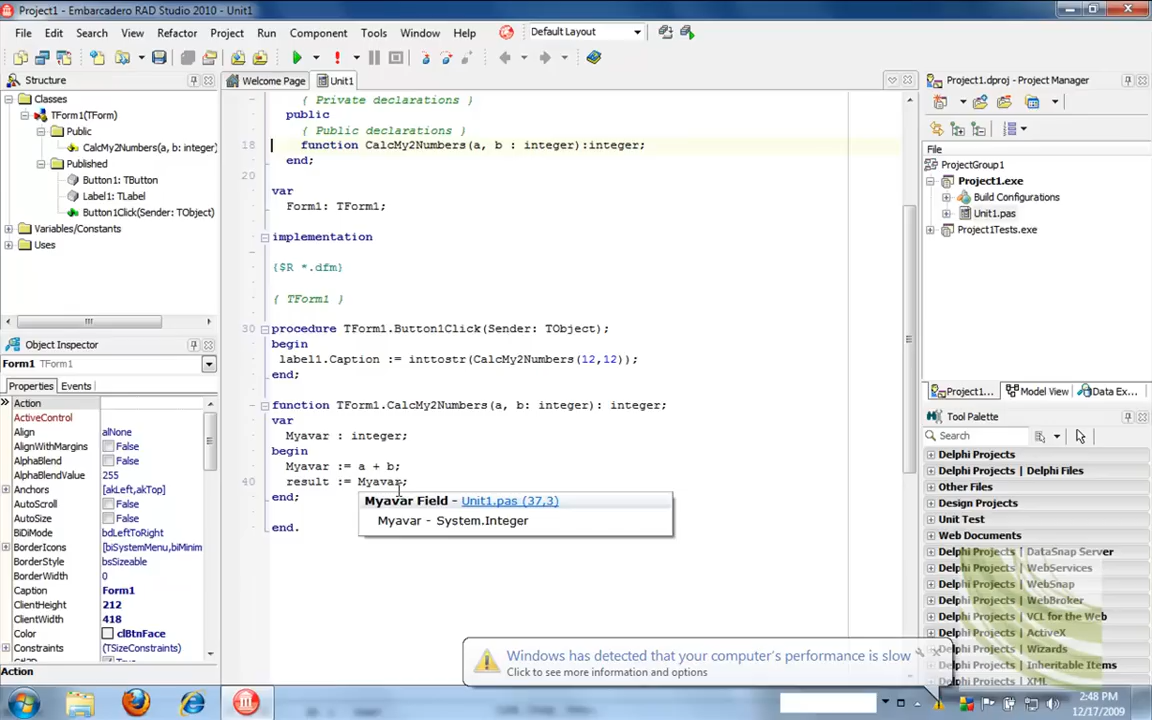 Project1 - Embarcadero RAD Studio 2010 - Unit1
File Edit Search View Refactor Project Run Component Tools Window Help Default Layout
Structure
Welcome Page Unit1
Project1.dproj - Project Manager
Classes
TForm1(TForm)
Public
CalcMy2Numbers(a, b: integer)
Published
Button1: TButton
Label1: TLabel
Button1Click(Sender: TObject)
Variables/Constants
Uses
{ Private declarations }
public
{ Public declarations }
18 function CalcMy2Numbers(a, b : integer):integer;
end;
20
var
Form1: TForm1;
implementation
{$R *.dfm}
{ TForm1 }
30 procedure TForm1.Button1Click(Sender: TObject);
begin
label1.Caption := inttostr(CalcMy2Numbers(12,12));
end;
function TForm1.CalcMy2Numbers(a, b: integer): integer;
var
Myavar : integer;
begin
Myavar := a + b;
40 result := Myavar;
end;
end.
Myavar Field - Unit1.pas (37,3)
Myavar - System.Integer
File
ProjectGroup1
Project1.exe
Build Configurations
Unit1.pas
Project1Tests.exe
Project1... Model View Data Ex...
Object Inspector
Form1 TForm1
Properties Events
Action
ActiveControl
Align alNone
AlignWithMargins False
AlphaBlend False
AlphaBlendValue 255
Anchors [akLeft,akTop]
AutoScroll False
AutoSize False
BiDiMode bdLeftToRight
BorderIcons [biSystemMenu,biMinim
BorderStyle bsSizeable
BorderWidth 0
Caption Form1
ClientHeight 212
ClientWidth 418
Color clBtnFace
Constraints (TSizeConstraints)
Action
Tool Palette
Search
Delphi Projects
Delphi Projects | Delphi Files
Other Files
Design Projects
Unit Test
Web Documents
Delphi Projects | DataSnap Server
Delphi Projects | WebServices
Delphi Projects | WebSnap
Delphi Projects | WebBroker
Delphi Projects | VCL for the Web
Delphi Projects | ActiveX
Delphi Projects | Wizards
Delphi Projects | Inheritable Items
Delphi Projects | XML
Windows has detected that your computer's performance is slow
Click to see more information and options
2:48 PM
12/17/2009